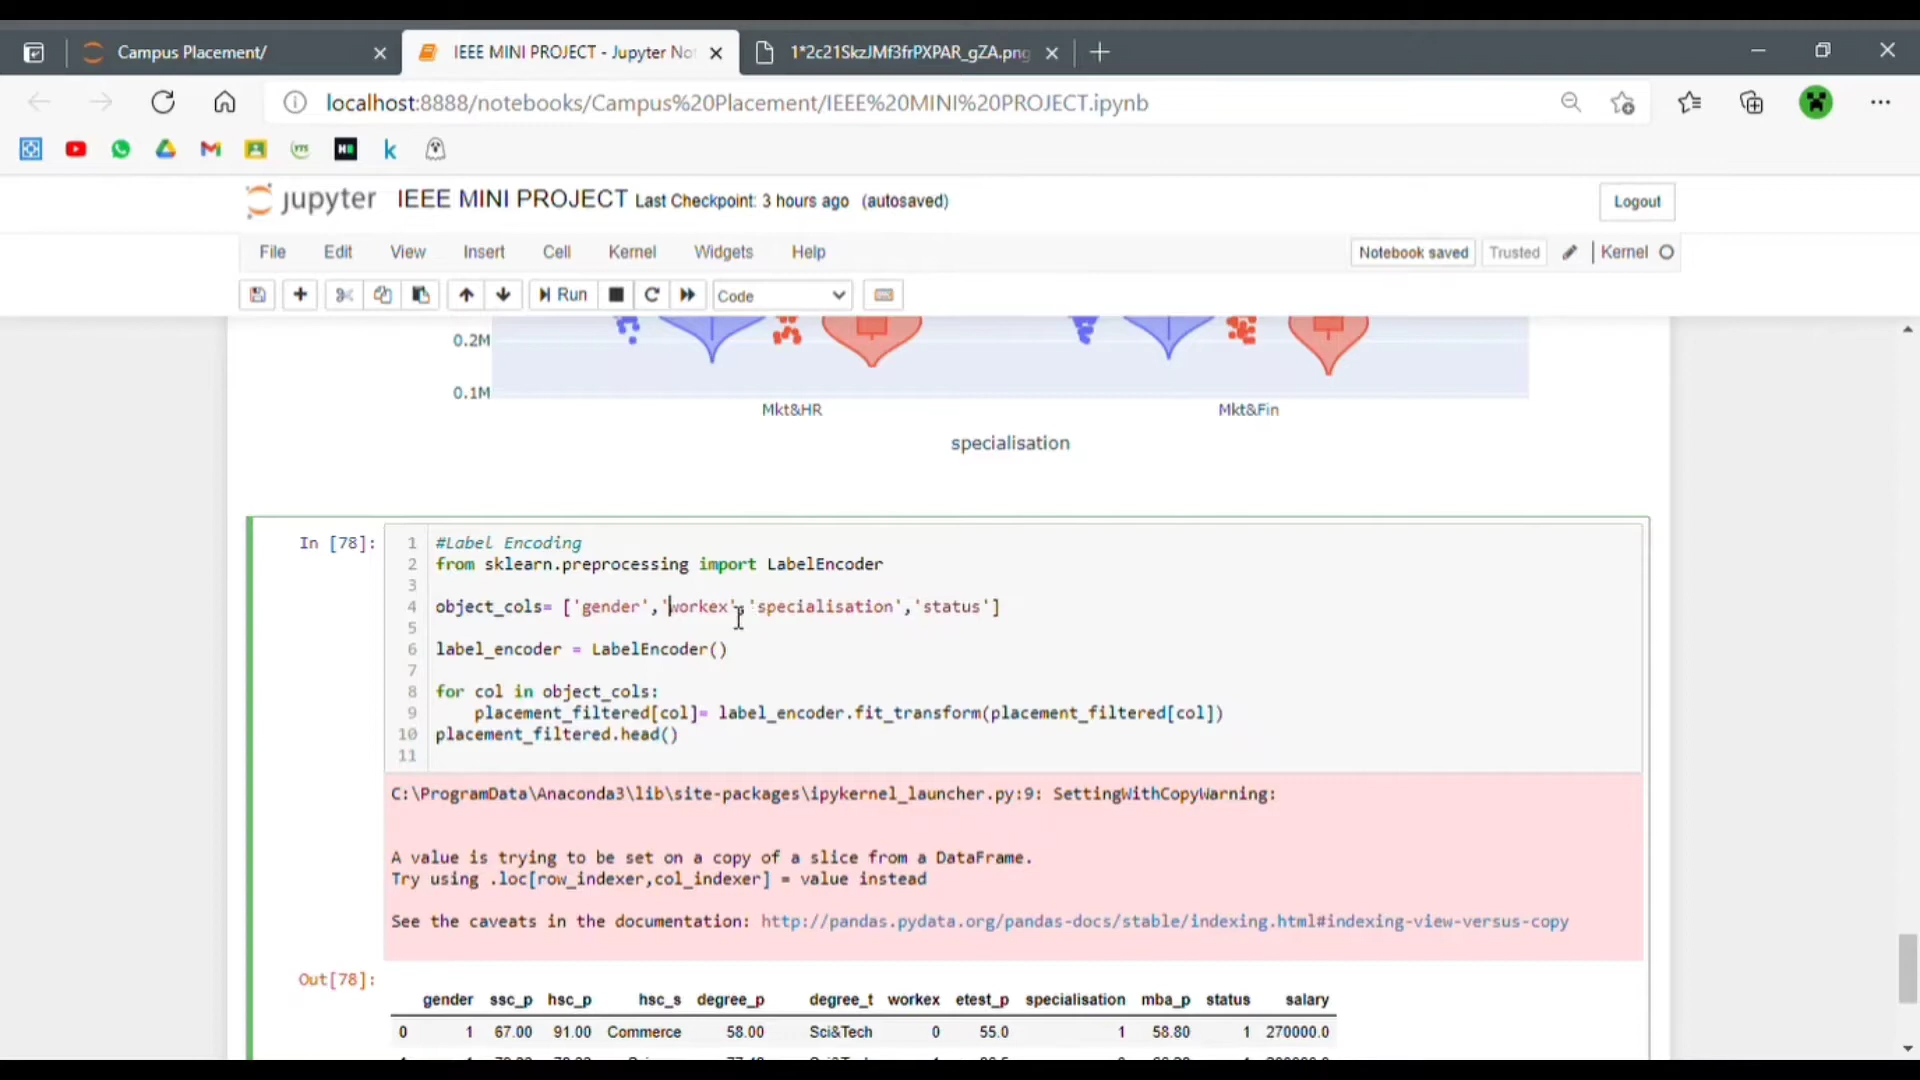 Campus Placement/
IEEE MINI PROJECT - Jupyter No
1*2c21SkzJMf3frPXPAR_gZA.png
localhost:8888/notebooks/Campus%20Placement/IEEE%20MINI%20PROJECT.ipynb
jupyter IEEE MINI PROJECT Last Checkpoint: 3 hours ago (autosaved)
Logout
File Edit View Insert Cell Kernel Widgets Help
Notebook saved Trusted Kernel
Run Code
0.2M
0.1M
Mkt&HR Mkt&Fin
specialisation
In [78]:
1 #Label Encoding
2 from sklearn.preprocessing import LabelEncoder
3
4 object_cols= ['gender','workex','specialisation','status']
5
6 label_encoder = LabelEncoder()
7
8 for col in object_cols:
9 placement_filtered[col]= label_encoder.fit_transform(placement_filtered[col])
10 placement_filtered.head()
11
C:\ProgramData\Anaconda3\lib\site-packages\ipykernel_launcher.py:9: SettingWithCopyWarning:
A value is trying to be set on a copy of a slice from a DataFrame.
Try using .loc[row_indexer,col_indexer] = value instead
See the caveats in the documentation: http://pandas.pydata.org/pandas-docs/stable/indexing.html#indexing-view-versus-copy
Out[78]:
gender ssc_p hsc_p hsc_s degree_p degree_t workex etest_p specialisation mba_p status salary
0 1 67.00 91.00 Commerce 58.00 Sci&Tech 0 55.0 1 58.80 1 270000.0